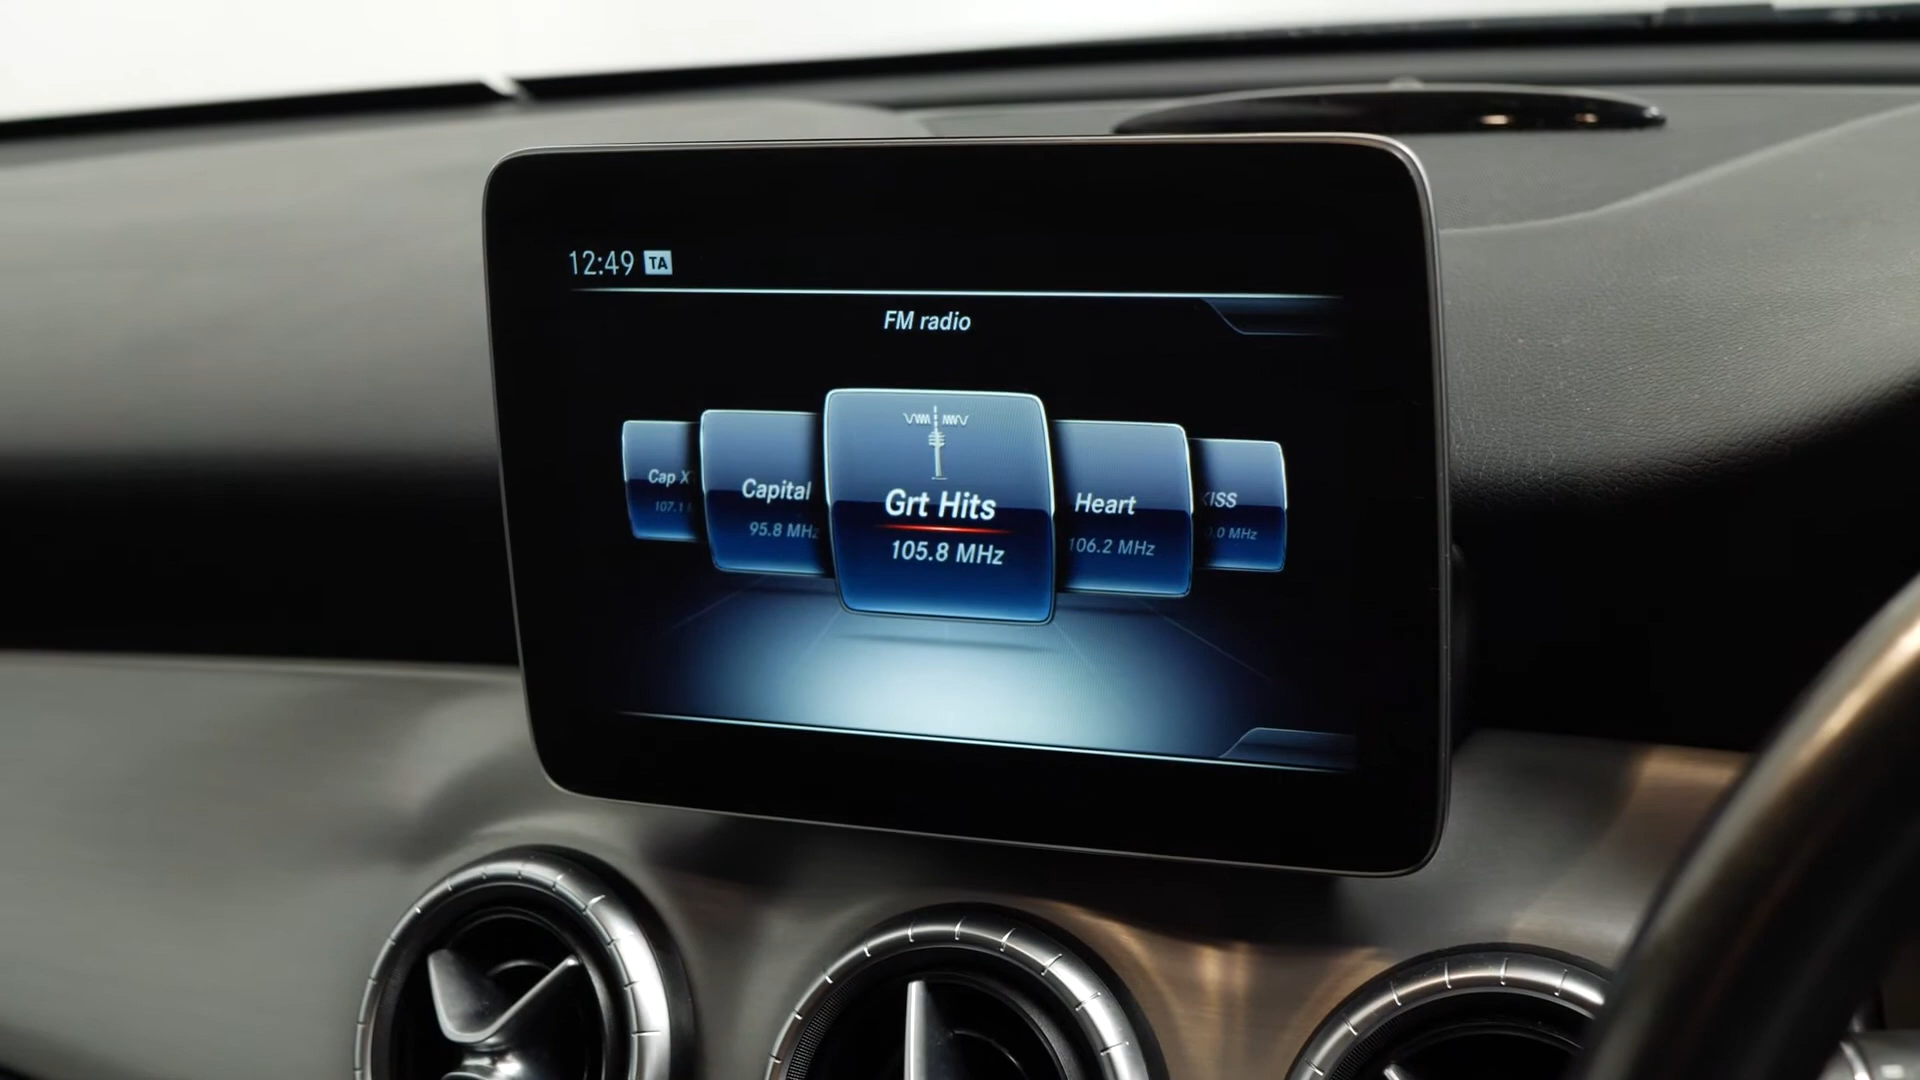 12:49 TA
FM radio
Cap
107.1
Capital
95.8 MHz
Grt Hits
105.8 MHz
Heart
106.2 MHz
KISS
.0 MHz